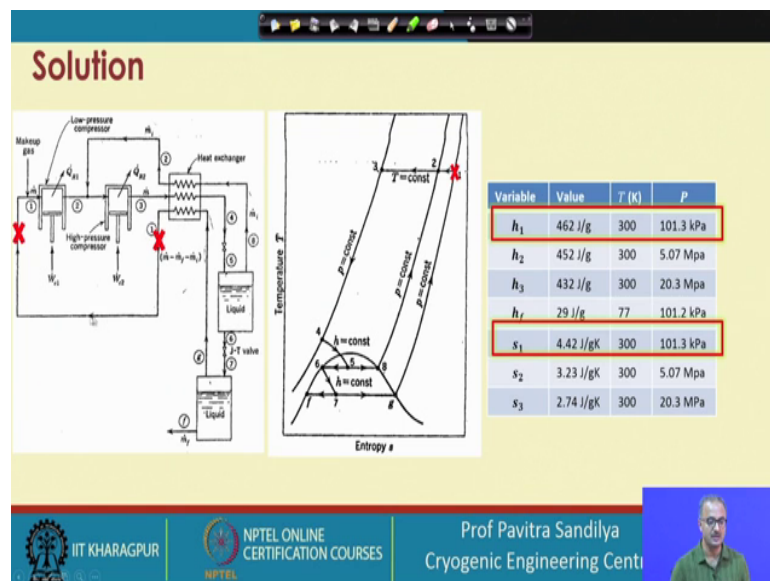 Solution
Low-pressure
compressor
Makeup
gas
Heat exchanger
High-pressure
compressor
Liquid
J-T valve
Liquid
Temperature T
T=const
p=const
p=const
p=const
h=const
h=const
Entropy s
Variable Value T (K) P
h₁ 462 J/g 300 101.3 kPa
h₂ 452 J/g 300 5.07 Mpa
h₃ 432 J/g 300 20.3 Mpa
h_f 29 J/g 77 101.2 kPa
s₁ 4.42 J/gK 300 101.3 kPa
s₂ 3.23 J/gK 300 5.07 Mpa
s₃ 2.74 J/gK 300 20.3 MPa
IIT KHARAGPUR
NPTEL
NPTEL ONLINE
CERTIFICATION COURSES
Prof Pavitra Sandilya
Cryogenic Engineering Cent